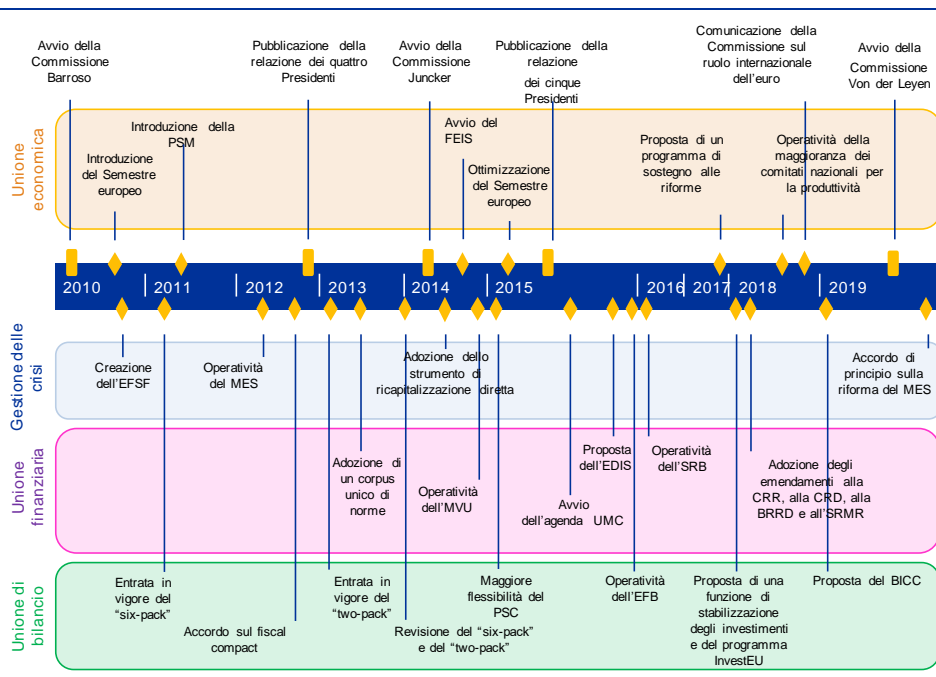 Avvio della
Commissione
Barroso
Pubblicazione della
relazione dei quattro
Presidenti
Avvio della
Commissione
Juncker
Pubblicazione della
relazione
dei cinque
Presidenti
Comunicazione della
Commissione sul
ruolo internazionale
dell'euro
Avvio della
Commissione
Von der Leyen
Unione
economica
Introduzione della
PSM
Introduzione
del Semestre
europeo
Avvio del
FEIS
Ottimizzazione
del Semestre
europeo
Proposta di un
programma di
sostegno alle
riforme
Operatività della
maggioranza dei
comitati nazionali per
la produttività
2010
2011
2012
2013
2014
2015
2016
2017
2018
2019
Gestione delle
crisi
Creazione
dell'EFSF
Operatività
del MES
Adozione dello
strumento di
ricapitalizzazione diretta
Accordo di
principio sulla
riforma del MES
Unione
finanziaria
Adozione di
un corpus
unico di
norme
Operatività
dell'MVU
Avvio
dell'agenda UMC
Proposta
dell'EDIS
Operatività
dell'SRB
Adozione degli
emendamenti alla
CRR, alla CRD, alla
BRRD e all'SRMR
Unione di
bilancio
Entrata in
vigore del
“six-pack”
Accordo sul fiscal
compact
Entrata in
vigore del
“two-pack”
Revisione del “six-pack”
e del “two-pack”
Maggiore
flessibilità del
PSC
Operatività
dell'EFB
Proposta di una
funzione di
stabilizzazione
degli investimenti
e del programma
InvestEU
Proposta del BICC